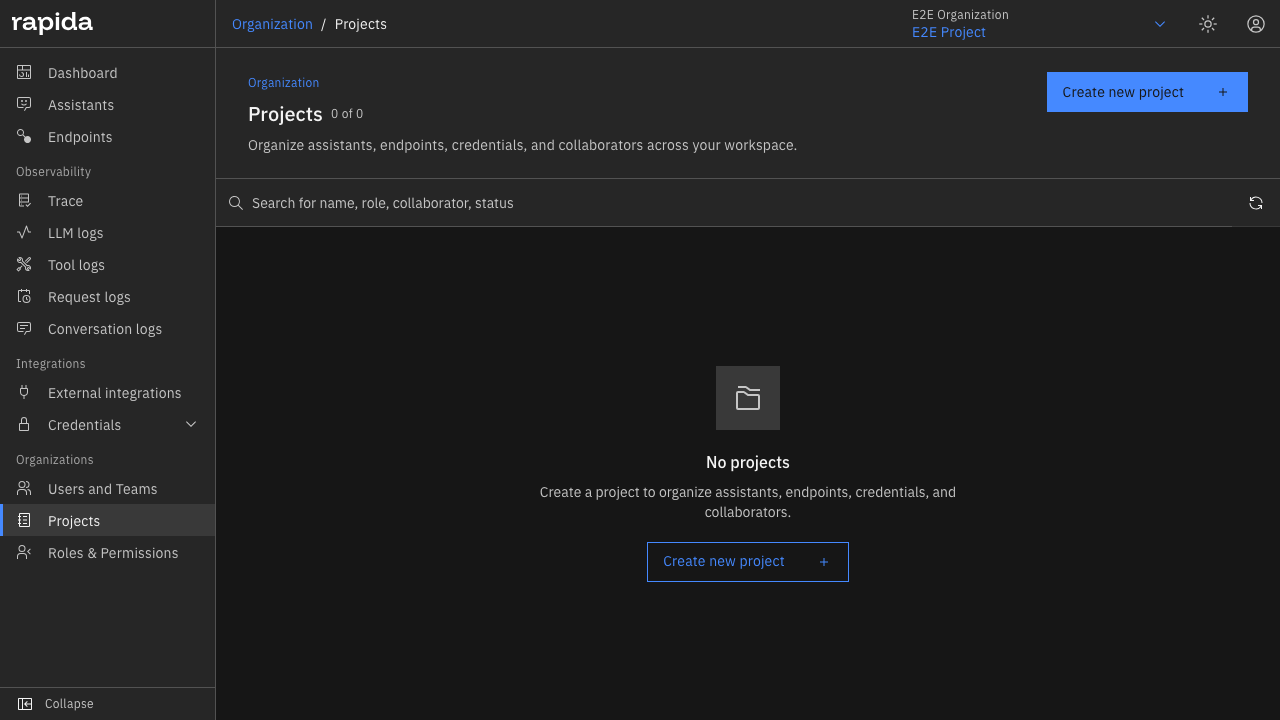 rapida
Organization / Projects
E2E Organization
E2E Project
Dashboard
Assistants
Endpoints
Observability
Trace
LLM logs
Tool logs
Request logs
Conversation logs
Integrations
External integrations
Credentials
Organizations
Users and Teams
Projects
Roles & Permissions
Collapse
Organization
Projects 0 of 0
Organize assistants, endpoints, credentials, and collaborators across your workspace.
Create new project +
Search for name, role, collaborator, status
No projects
Create a project to organize assistants, endpoints, credentials, and
collaborators.
Create new project +